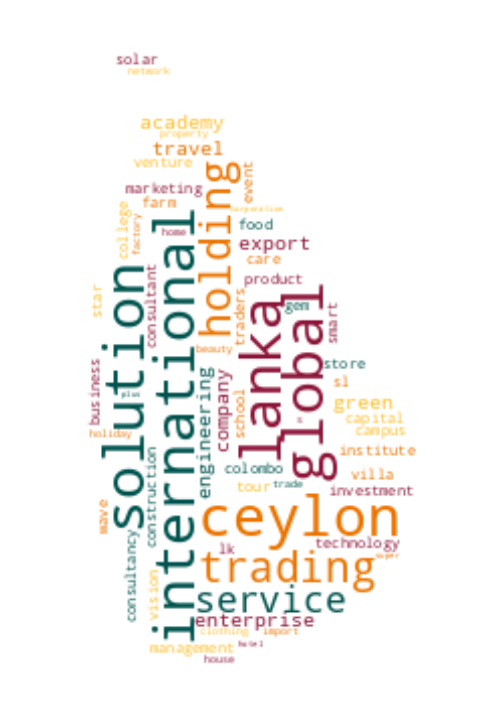 solar
network
academy
property
travel
venture
event
holding
marketing
farm
corporation
college
factory
home
food
international
export
care
solution
consultant
product
star
traders
lanka
gem
global
smart
beauty
business
plus
engineering
company
school
store
sl
green
s
capital
holiday
campus
construction
institute
colombo
villa
tour
trade
investment
wave
ceylon
consultancy
lk
technology
super
trading
vision
service
enterprise
clothing
import
management
hotel
house